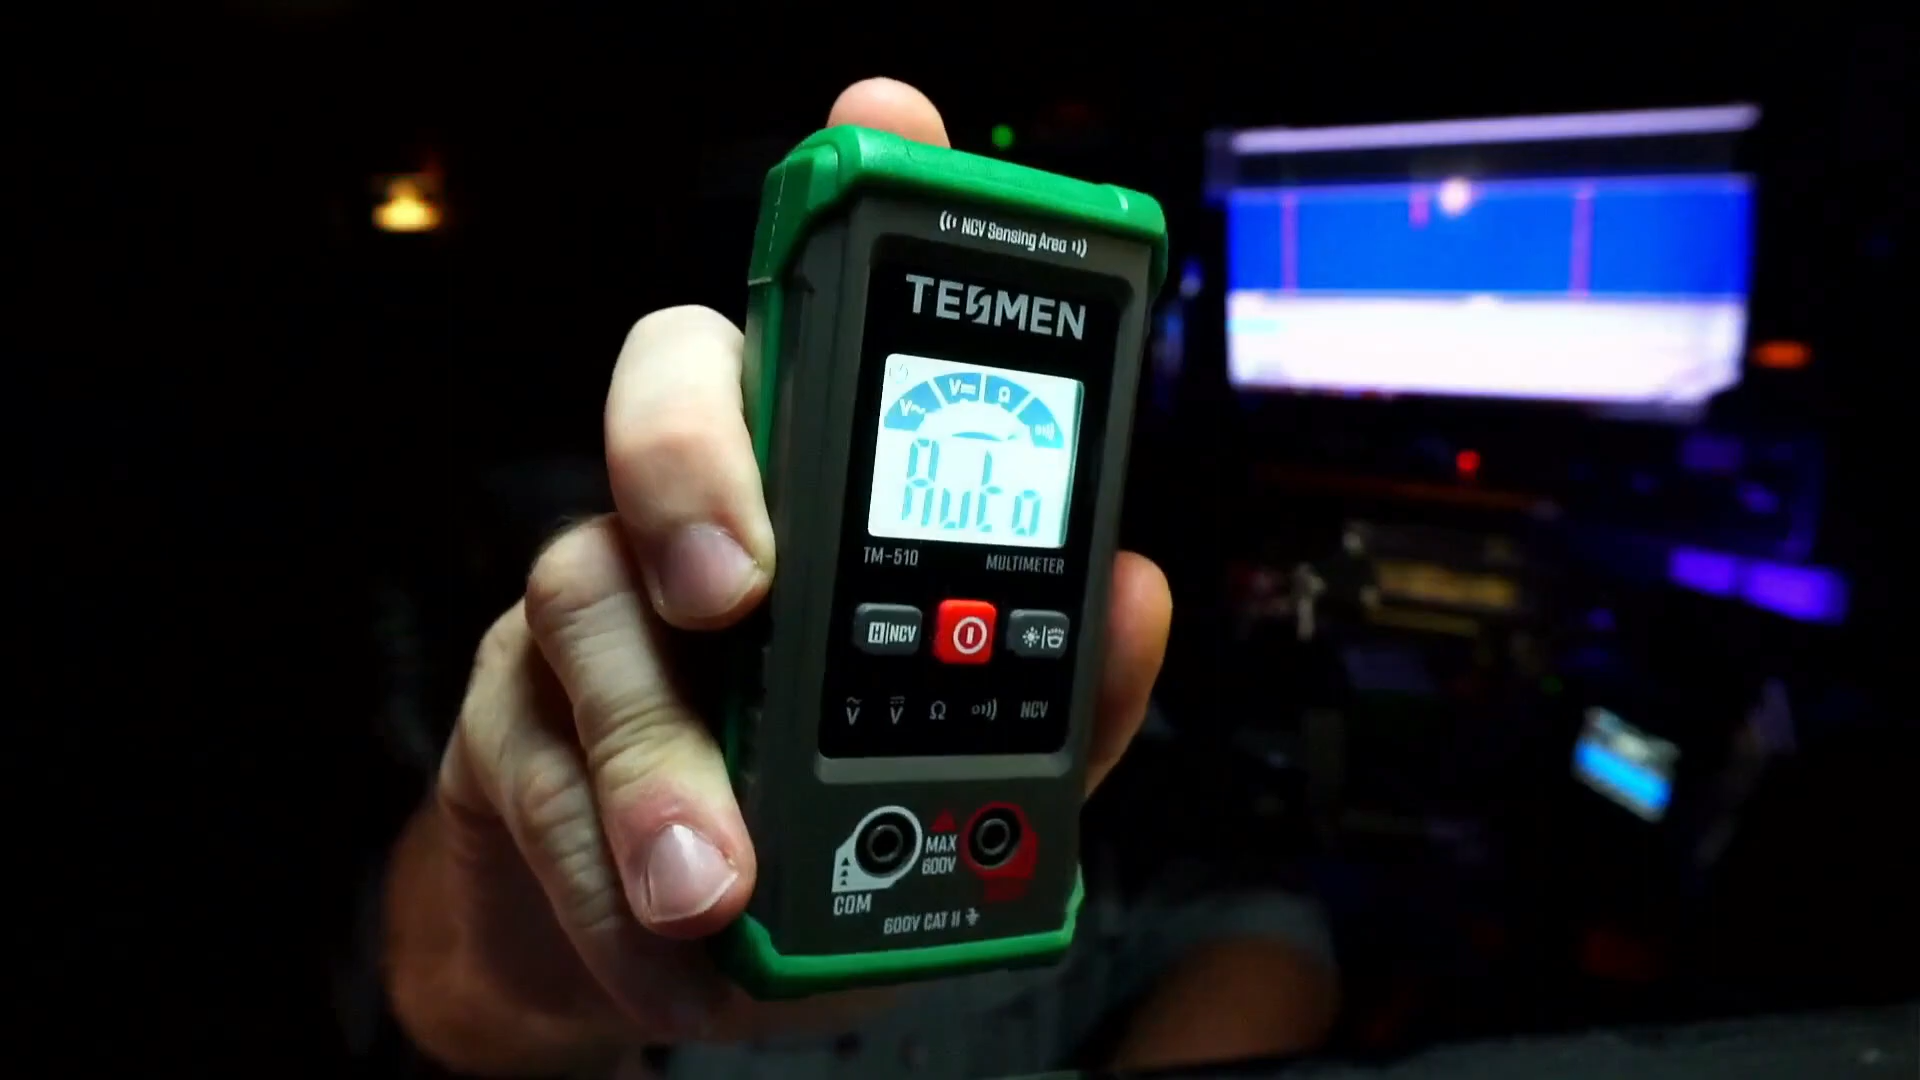 NCV Sensing Area
TESMEN
V~ V⎓ Ω
Auto
TM-510 MULTIMETER
H|NCV
V V Ω NCV
MAX
600V
COM
600V CAT II